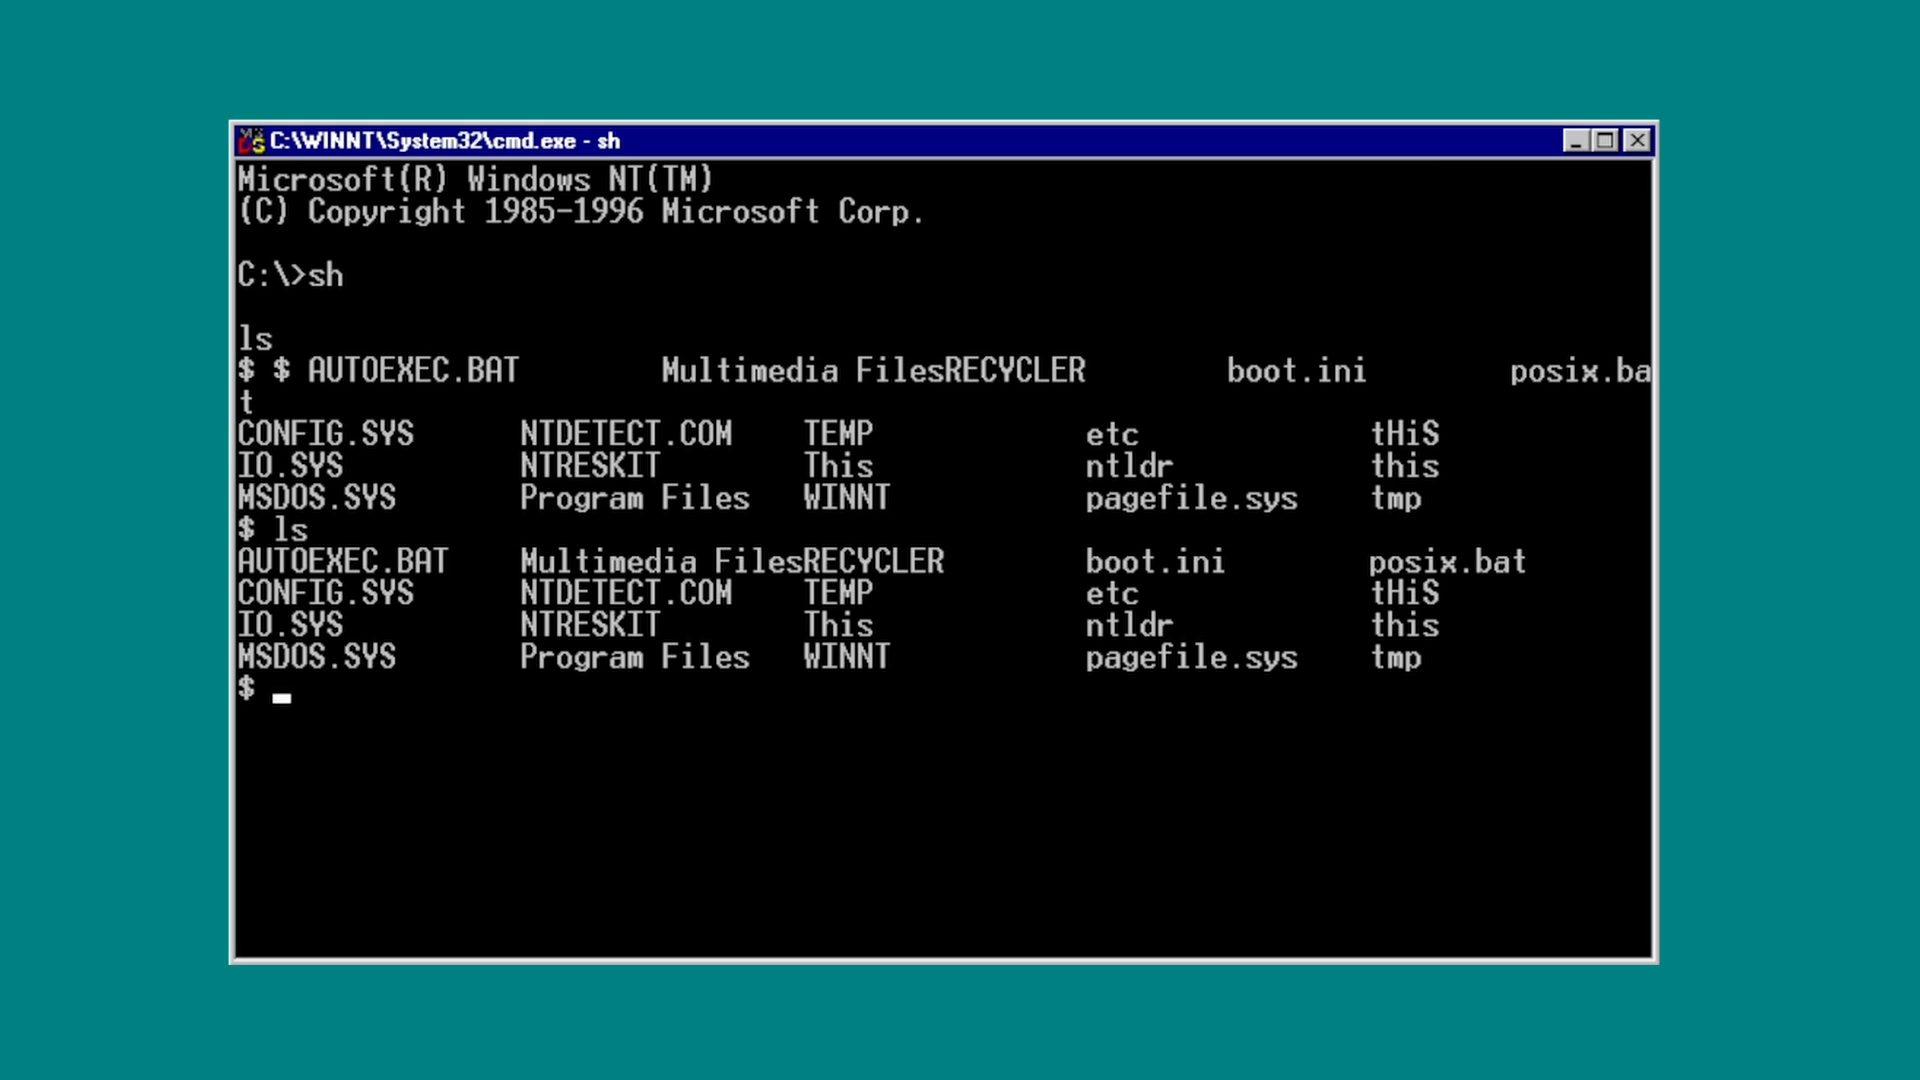 C:\WINNT\System32\cmd.exe - sh
Microsoft(R) Windows NT(TM)
(C) Copyright 1985-1996 Microsoft Corp.
C:\>sh
ls
$ $ AUTOEXEC.BAT        Multimedia FilesRECYCLER        boot.ini        posix.ba
t
CONFIG.SYS      NTDETECT.COM    TEMP            etc             tHiS
IO.SYS          NTRESKIT        This            ntldr           this
MSDOS.SYS       Program Files   WINNT           pagefile.sys    tmp
$ ls
AUTOEXEC.BAT    Multimedia FilesRECYCLER        boot.ini        posix.bat
CONFIG.SYS      NTDETECT.COM    TEMP            etc             tHiS
IO.SYS          NTRESKIT        This            ntldr           this
MSDOS.SYS       Program Files   WINNT           pagefile.sys    tmp
$